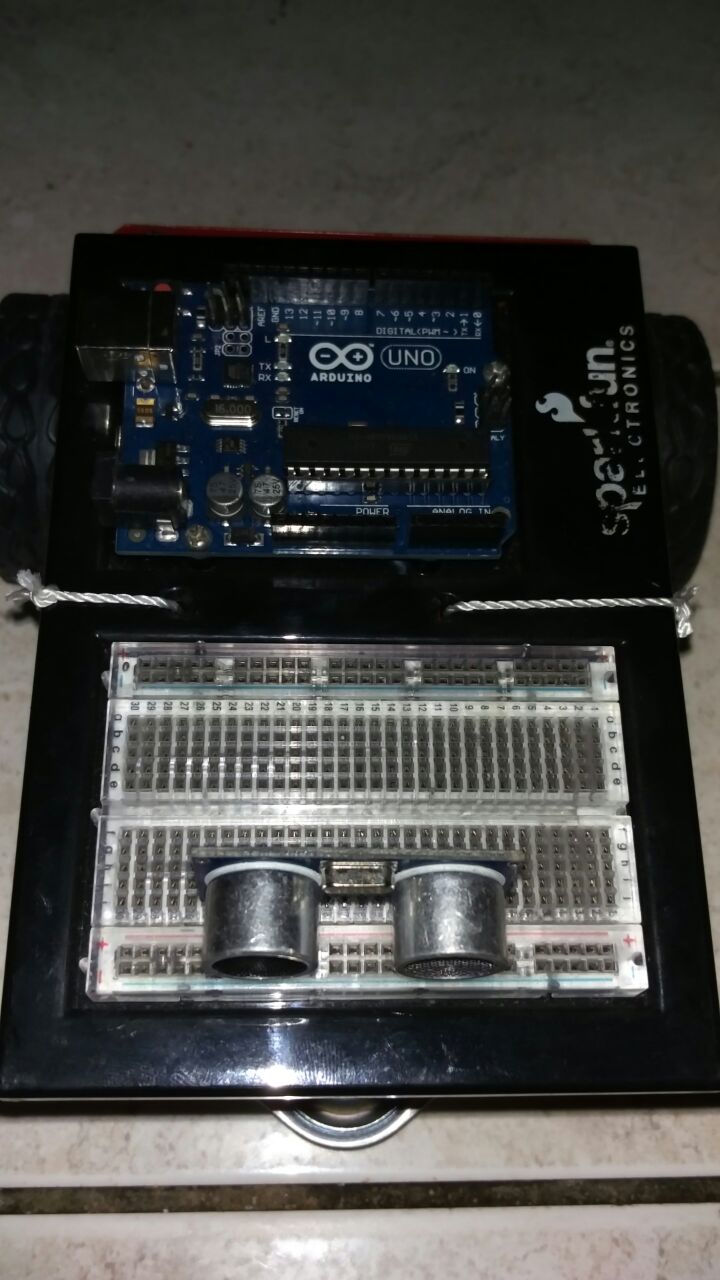 AREF
GND
13
12
~11
~10
~9
8
7
~6
~5
4
~3
2
TX→1
RX←0
DIGITAL(PWM ~)
L
TX
RX
ARDUINO
UNO
ON
16.000
POWER
ANALOG IN
sparkfun
ELECTRONICS
30 29 28 27 26 25 24 23 22 21 20 19 18 17 16 15 14 13 12 11 10 9 8 7 6 5 4 3 2 1
a b c d e
a b c d e
f g h i j
f g h i j
+
-
+
-